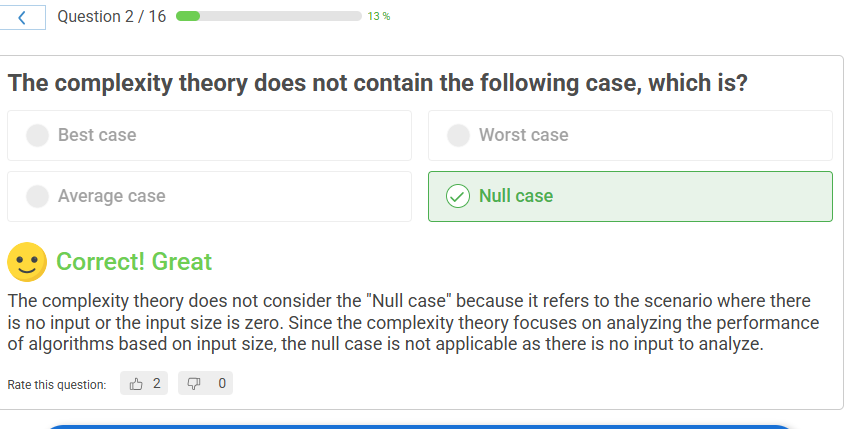 Question 2 / 16
13 %
The complexity theory does not contain the following case, which is?
Best case
Worst case
Average case
Null case
Correct! Great
The complexity theory does not consider the "Null case" because it refers to the scenario where there
is no input or the input size is zero. Since the complexity theory focuses on analyzing the performance
of algorithms based on input size, the null case is not applicable as there is no input to analyze.
Rate this question:
2
0